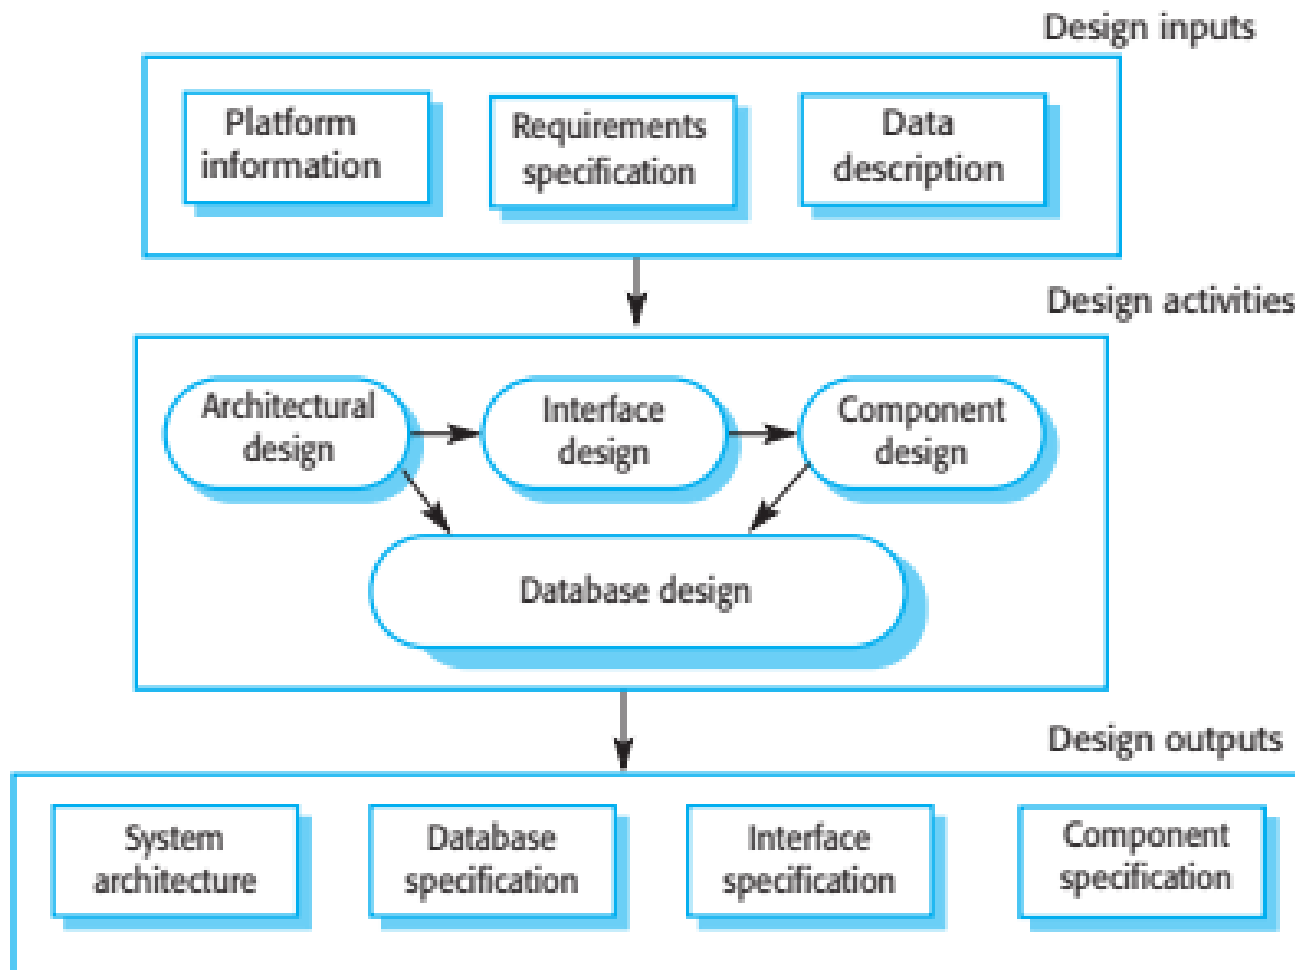 Design inputs
Platform
information
Requirements
specification
Data
description
Design activities
Architectural
design
Interface
design
Component
design
Database design
Design outputs
System
architecture
Database
specification
Interface
specification
Component
specification